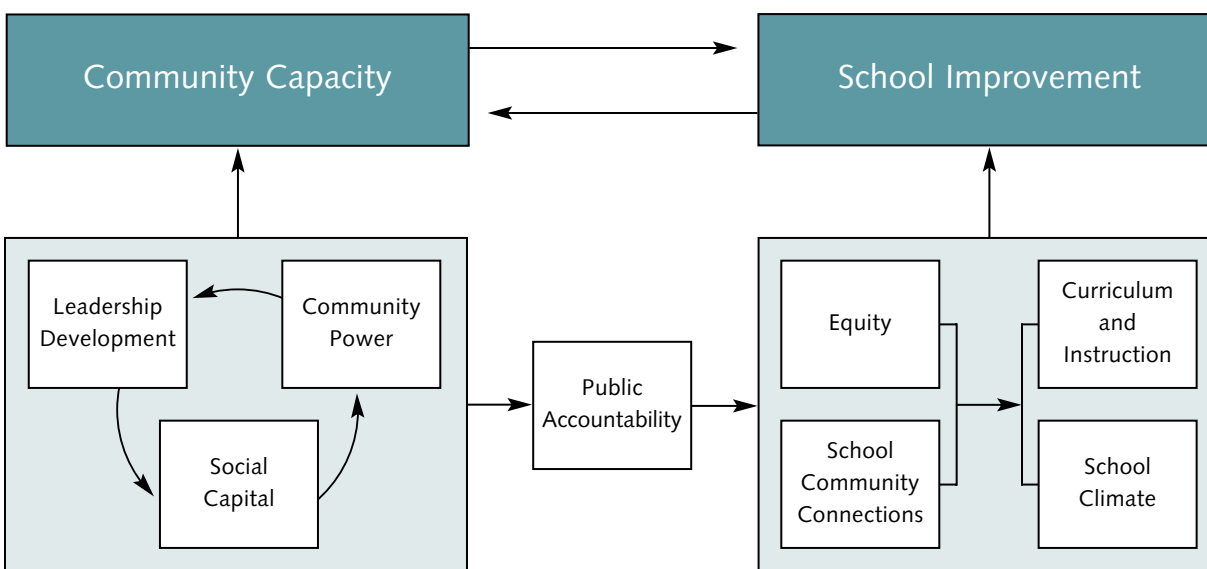 Community Capacity
School Improvement
Leadership
Development
Community
Power
Social
Capital
Public
Accountability
Equity
School
Community
Connections
Curriculum
and
Instruction
School
Climate